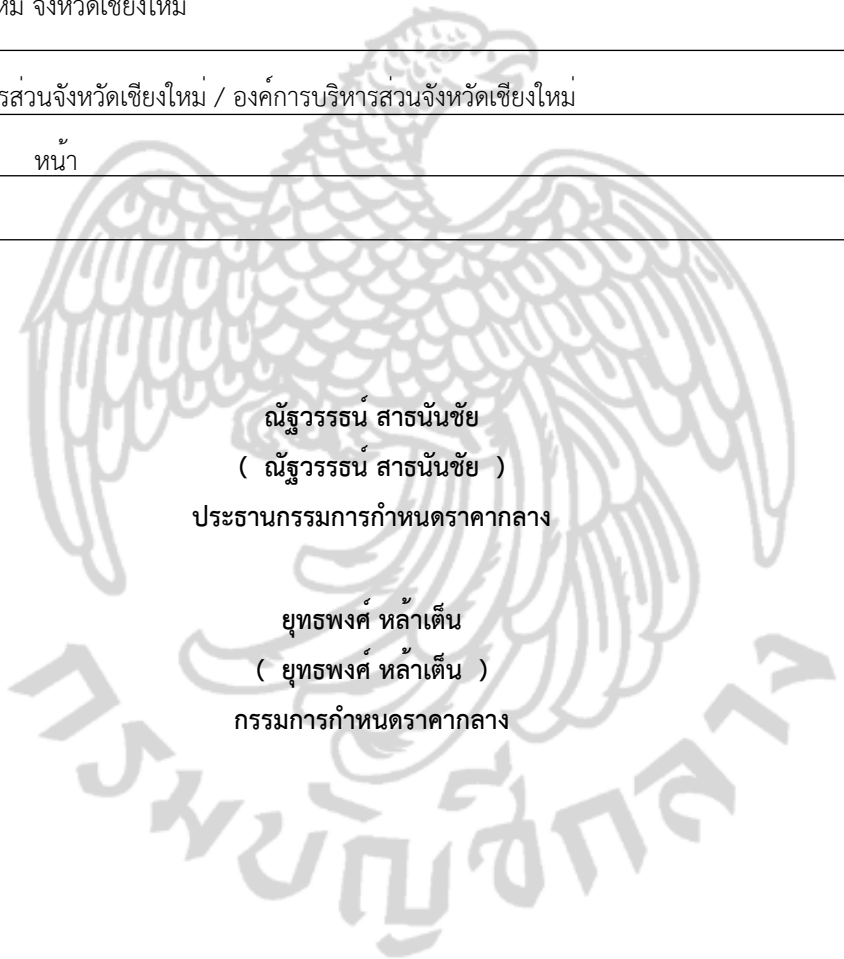 จังหวัดเชียงใหม่
ส่วนจังหวัดเชียงใหม่ / องค์การบริหารส่วนจังหวัดเชียงใหม่
หน้า
ณัฐวรรธน์ สาธนันชัย
( ณัฐวรรธน์ สาธนันชัย )
ประธานกรรมการกำหนดราคากลาง
ยุทธพงศ์ หล้าเต็น
( ยุทธพงศ์ หล้าเต็น )
กรรมการกำหนดราคากลาง
กรมบัญชีกลาง